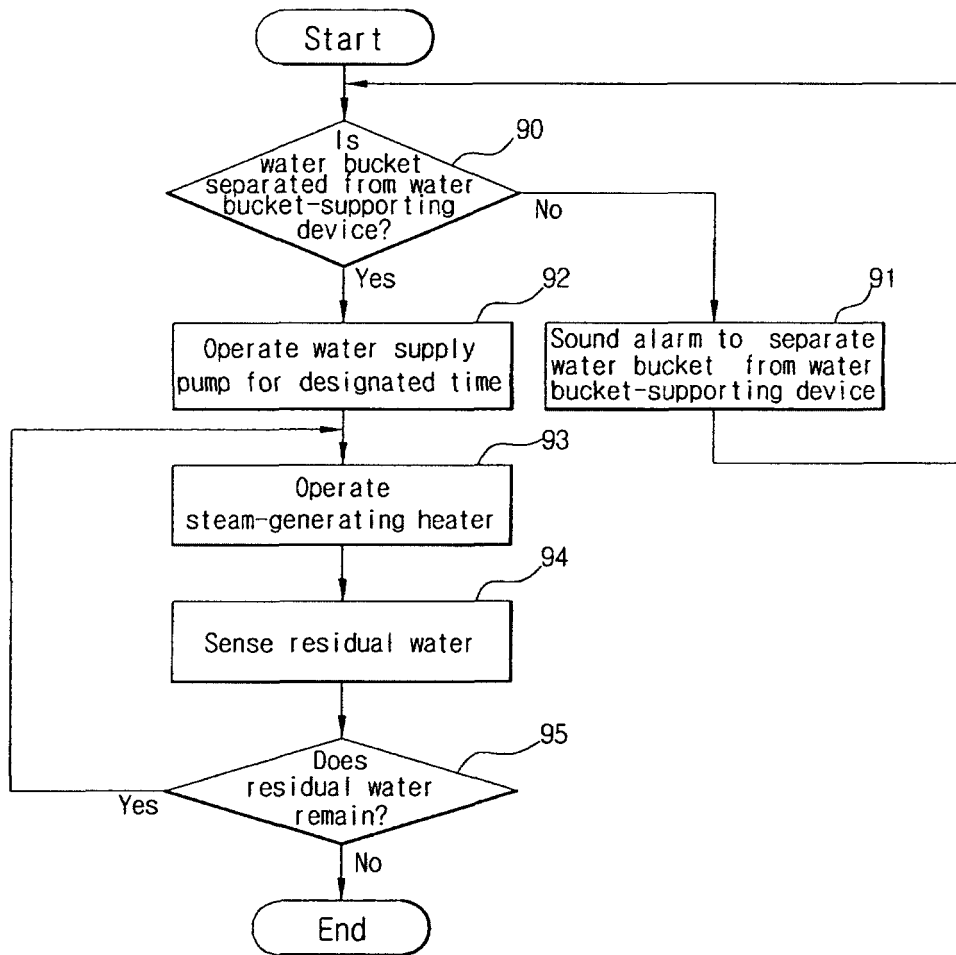 Start
90
Is
water bucket
separated from water
bucket-supporting
device?
No
Yes
92
Operate water supply
pump for designated time
91
Sound alarm to separate
water bucket from water
bucket-supporting device
93
Operate
steam-generating heater
94
Sense residual water
95
Does
residual water
remain?
Yes
No
End